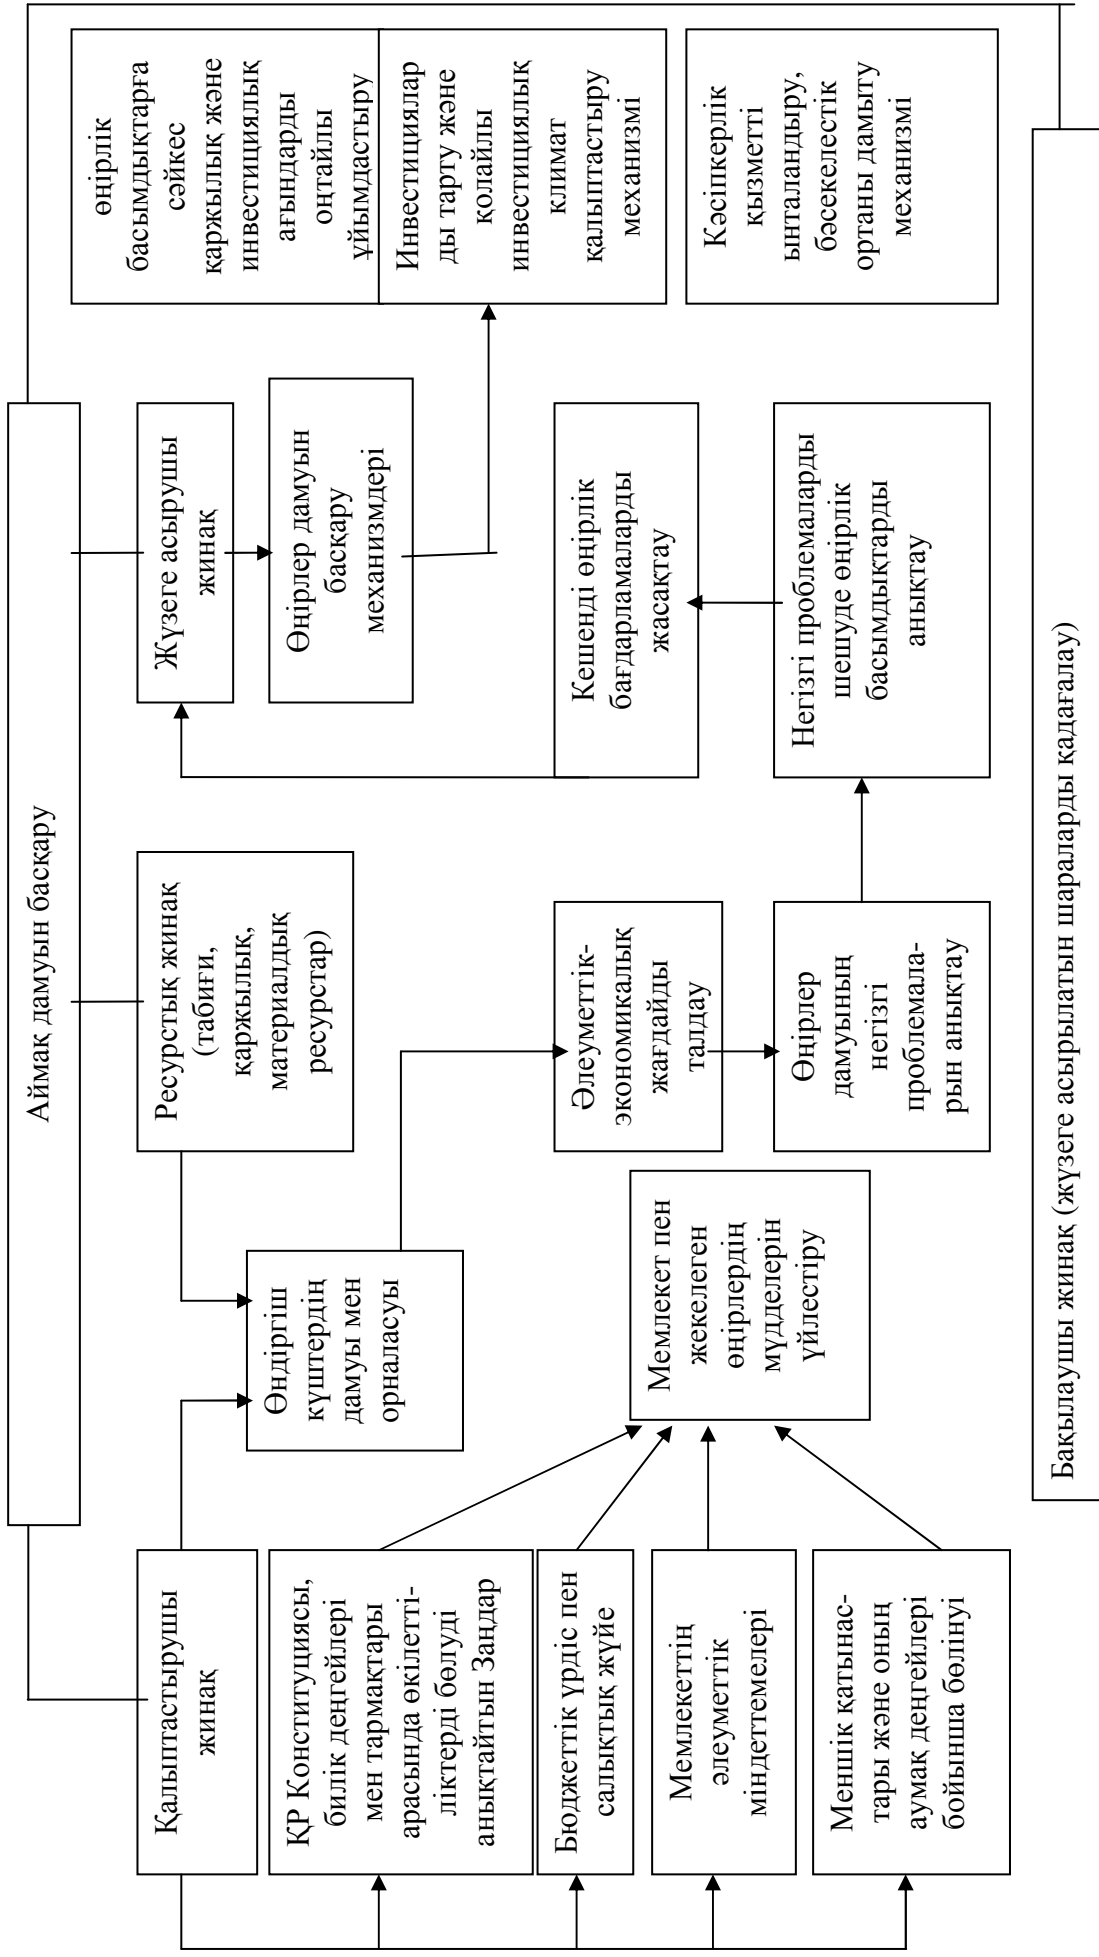 Аймақ дамуын басқару
Қалыптастырушы
жинақ
Ресурстық жинақ
(табиғи,
қаржылық,
материалдық
ресурстар)
Жүзеге асырушы
жинақ
өңірлік
басымдықтарға
сәйкес
қаржылық және
инвестициялық
ағындарды
оңтайлы
ұйымдастыру
ҚР Конституциясы,
билік деңгейлері
мен тармақтары
арасында өкілетті-
ліктерді бөлуді
анықтайтын Заңдар
Өндіргіш
күштердің
дамуы мен
орналасуы
Өңірлер дамуын
басқару
механизмдері
Инвестициялар
ды тарту және
қолайлы
инвестициялық
климат
қалыптастыру
механизмі
Бюджеттік үрдіс пен
салықтық жүйе
Әлеуметтік-
экономикалық
жағдайды
талдау
Кешенді өңірлік
бағдарламаларды
жасақтау
Мемлекеттің
әлеуметтік
міндеттемелері
Мемлекет пен
жекелеген
өңірлердің
мүдделерін
үйлестіру
Кәсіпкерлік
қызметті
ынталандыру,
бәсекелестік
ортаны дамыту
механизмі
Меншік қатынас-
тары және оның
аумақ деңгейлері
бойынша бөлінуі
Өңірлер
дамуының
негізгі
проблемала-
рын анықтау
Негізгі проблемаларды
шешуде өңірлік
басымдықтарды
анықтау
Бақылаушы жинақ (жүзеге асырылатын шараларды қадағалау)